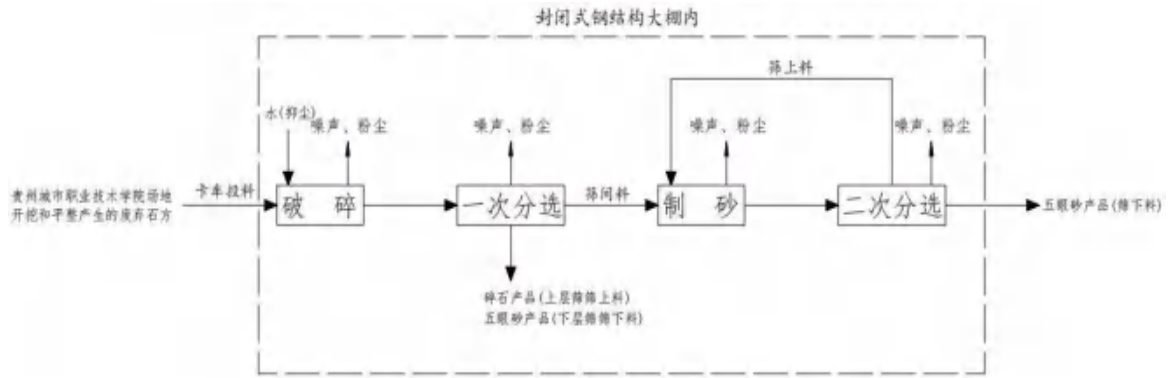 封闭式钢结构大棚内
筛上料
水(抑尘)
噪声、粉尘
噪声、粉尘
噪声、粉尘
噪声、粉尘
贵州城市职业技术学院场地
开挖和平整产生的废弃石方
卡车投料
破 碎
一次分选
筛间料
制 砂
二次分选
五眼砂产品(筛下料)
碎石产品(上层筛筛上料)
五眼砂产品(下层筛筛下料)